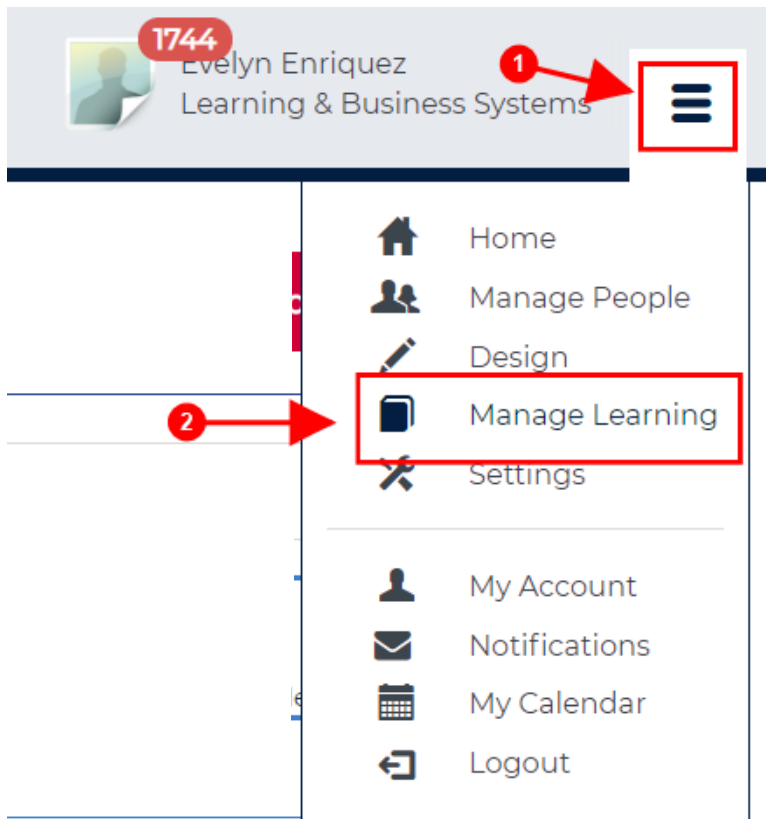 1744
Evelyn Enriquez
Learning & Business Systems
1
Home
Manage People
Design
2
Manage Learning
Settings
My Account
Notifications
My Calendar
Logout